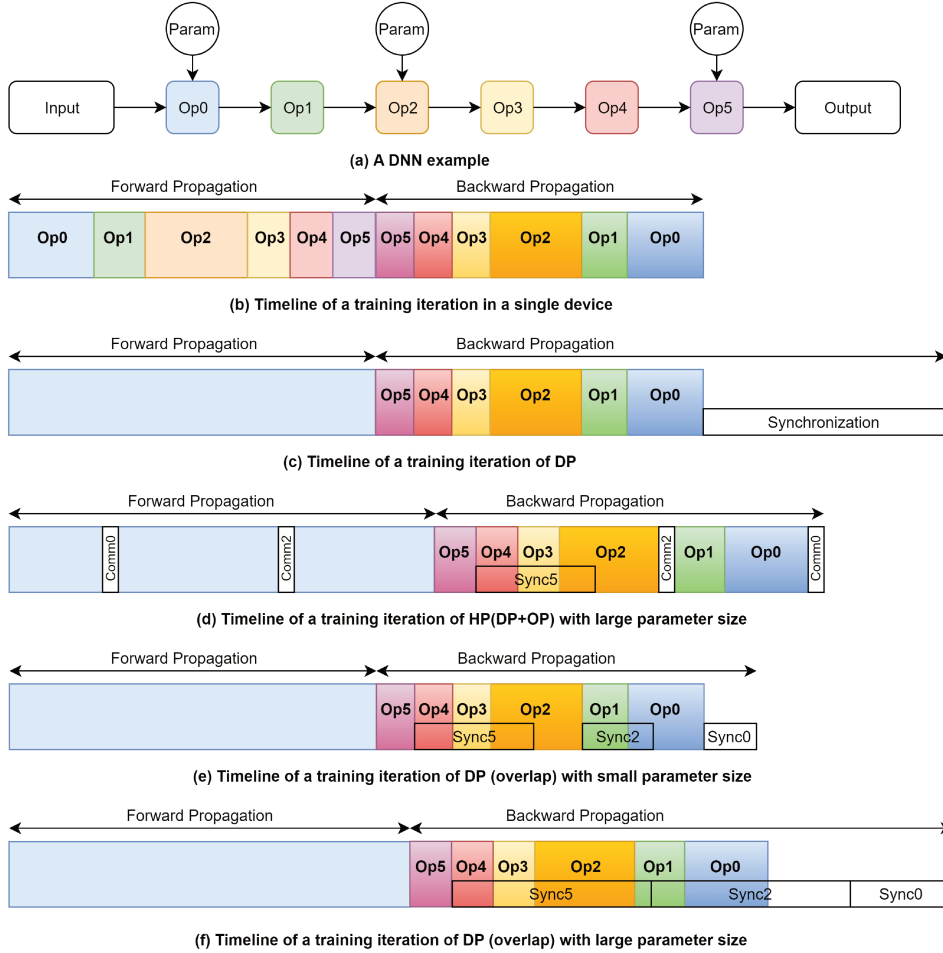 Param Param Param
Input Op0 Op1 Op2 Op3 Op4 Op5 Output
(a) A DNN example
Forward Propagation Backward Propagation
Op0 Op1 Op2 Op3 Op4 Op5 Op5 Op4 Op3 Op2 Op1 Op0
(b) Timeline of a training iteration in a single device
Forward Propagation Backward Propagation
Op5 Op4 Op3 Op2 Op1 Op0
Synchronization
(c) Timeline of a training iteration of DP
Forward Propagation Backward Propagation
Comm0 Comm2 Op5 Op4 Op3 Op2 Comm2 Op1 Op0 Comm0
Sync5
(d) Timeline of a training iteration of HP(DP+OP) with large parameter size
Forward Propagation Backward Propagation
Op5 Op4 Op3 Op2 Op1 Op0
Sync5 Sync2 Sync0
(e) Timeline of a training iteration of DP (overlap) with small parameter size
Forward Propagation Backward Propagation
Op5 Op4 Op3 Op2 Op1 Op0
Sync5 Sync2 Sync0
(f) Timeline of a training iteration of DP (overlap) with large parameter size